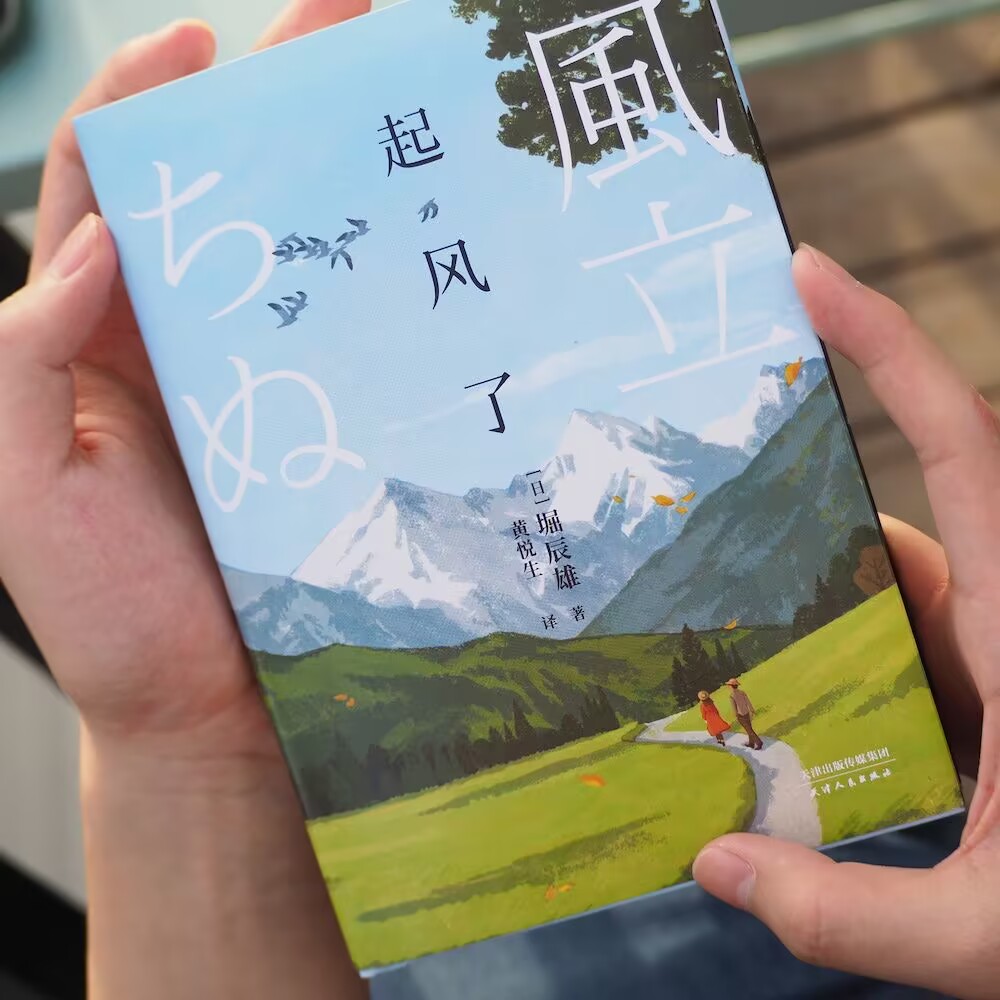 風立
ちぬ
起风了
[日]堀辰雄 著
黄悦生 译
天津出版传媒集团
天津人民出版社